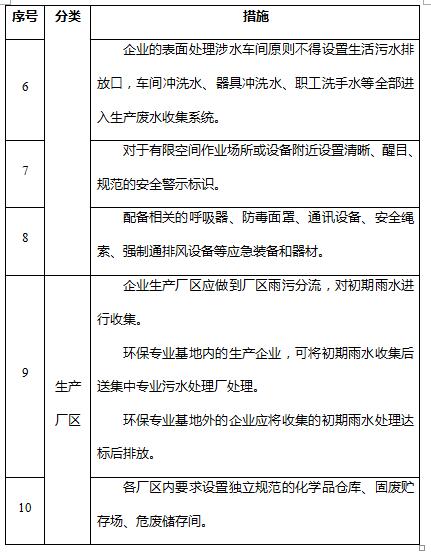 序号 分类 措施
6
企业的表面处理涉水车间原则不得设置生活污水排
放口，车间冲洗水、器具冲洗水、职工洗手水等全部进
入生产废水收集系统。
7
对于有限空间作业场所或设备附近设置清晰、醒目、
规范的安全警示标识。
8
配备相关的呼吸器、防毒面罩、通讯设备、安全绳
索、强制通排风设备等应急装备和器材。
9
生产
厂区
企业生产厂区应做到厂区雨污分流，对初期雨水进
行收集。
环保专业基地内的生产企业，可将初期雨水收集后
送集中专业污水处理厂处理。
环保专业基地外的企业应将收集的初期雨水处理达
标后排放。
10
各厂区内要求设置独立规范的化学品仓库、固废贮
存场、危废储存间。